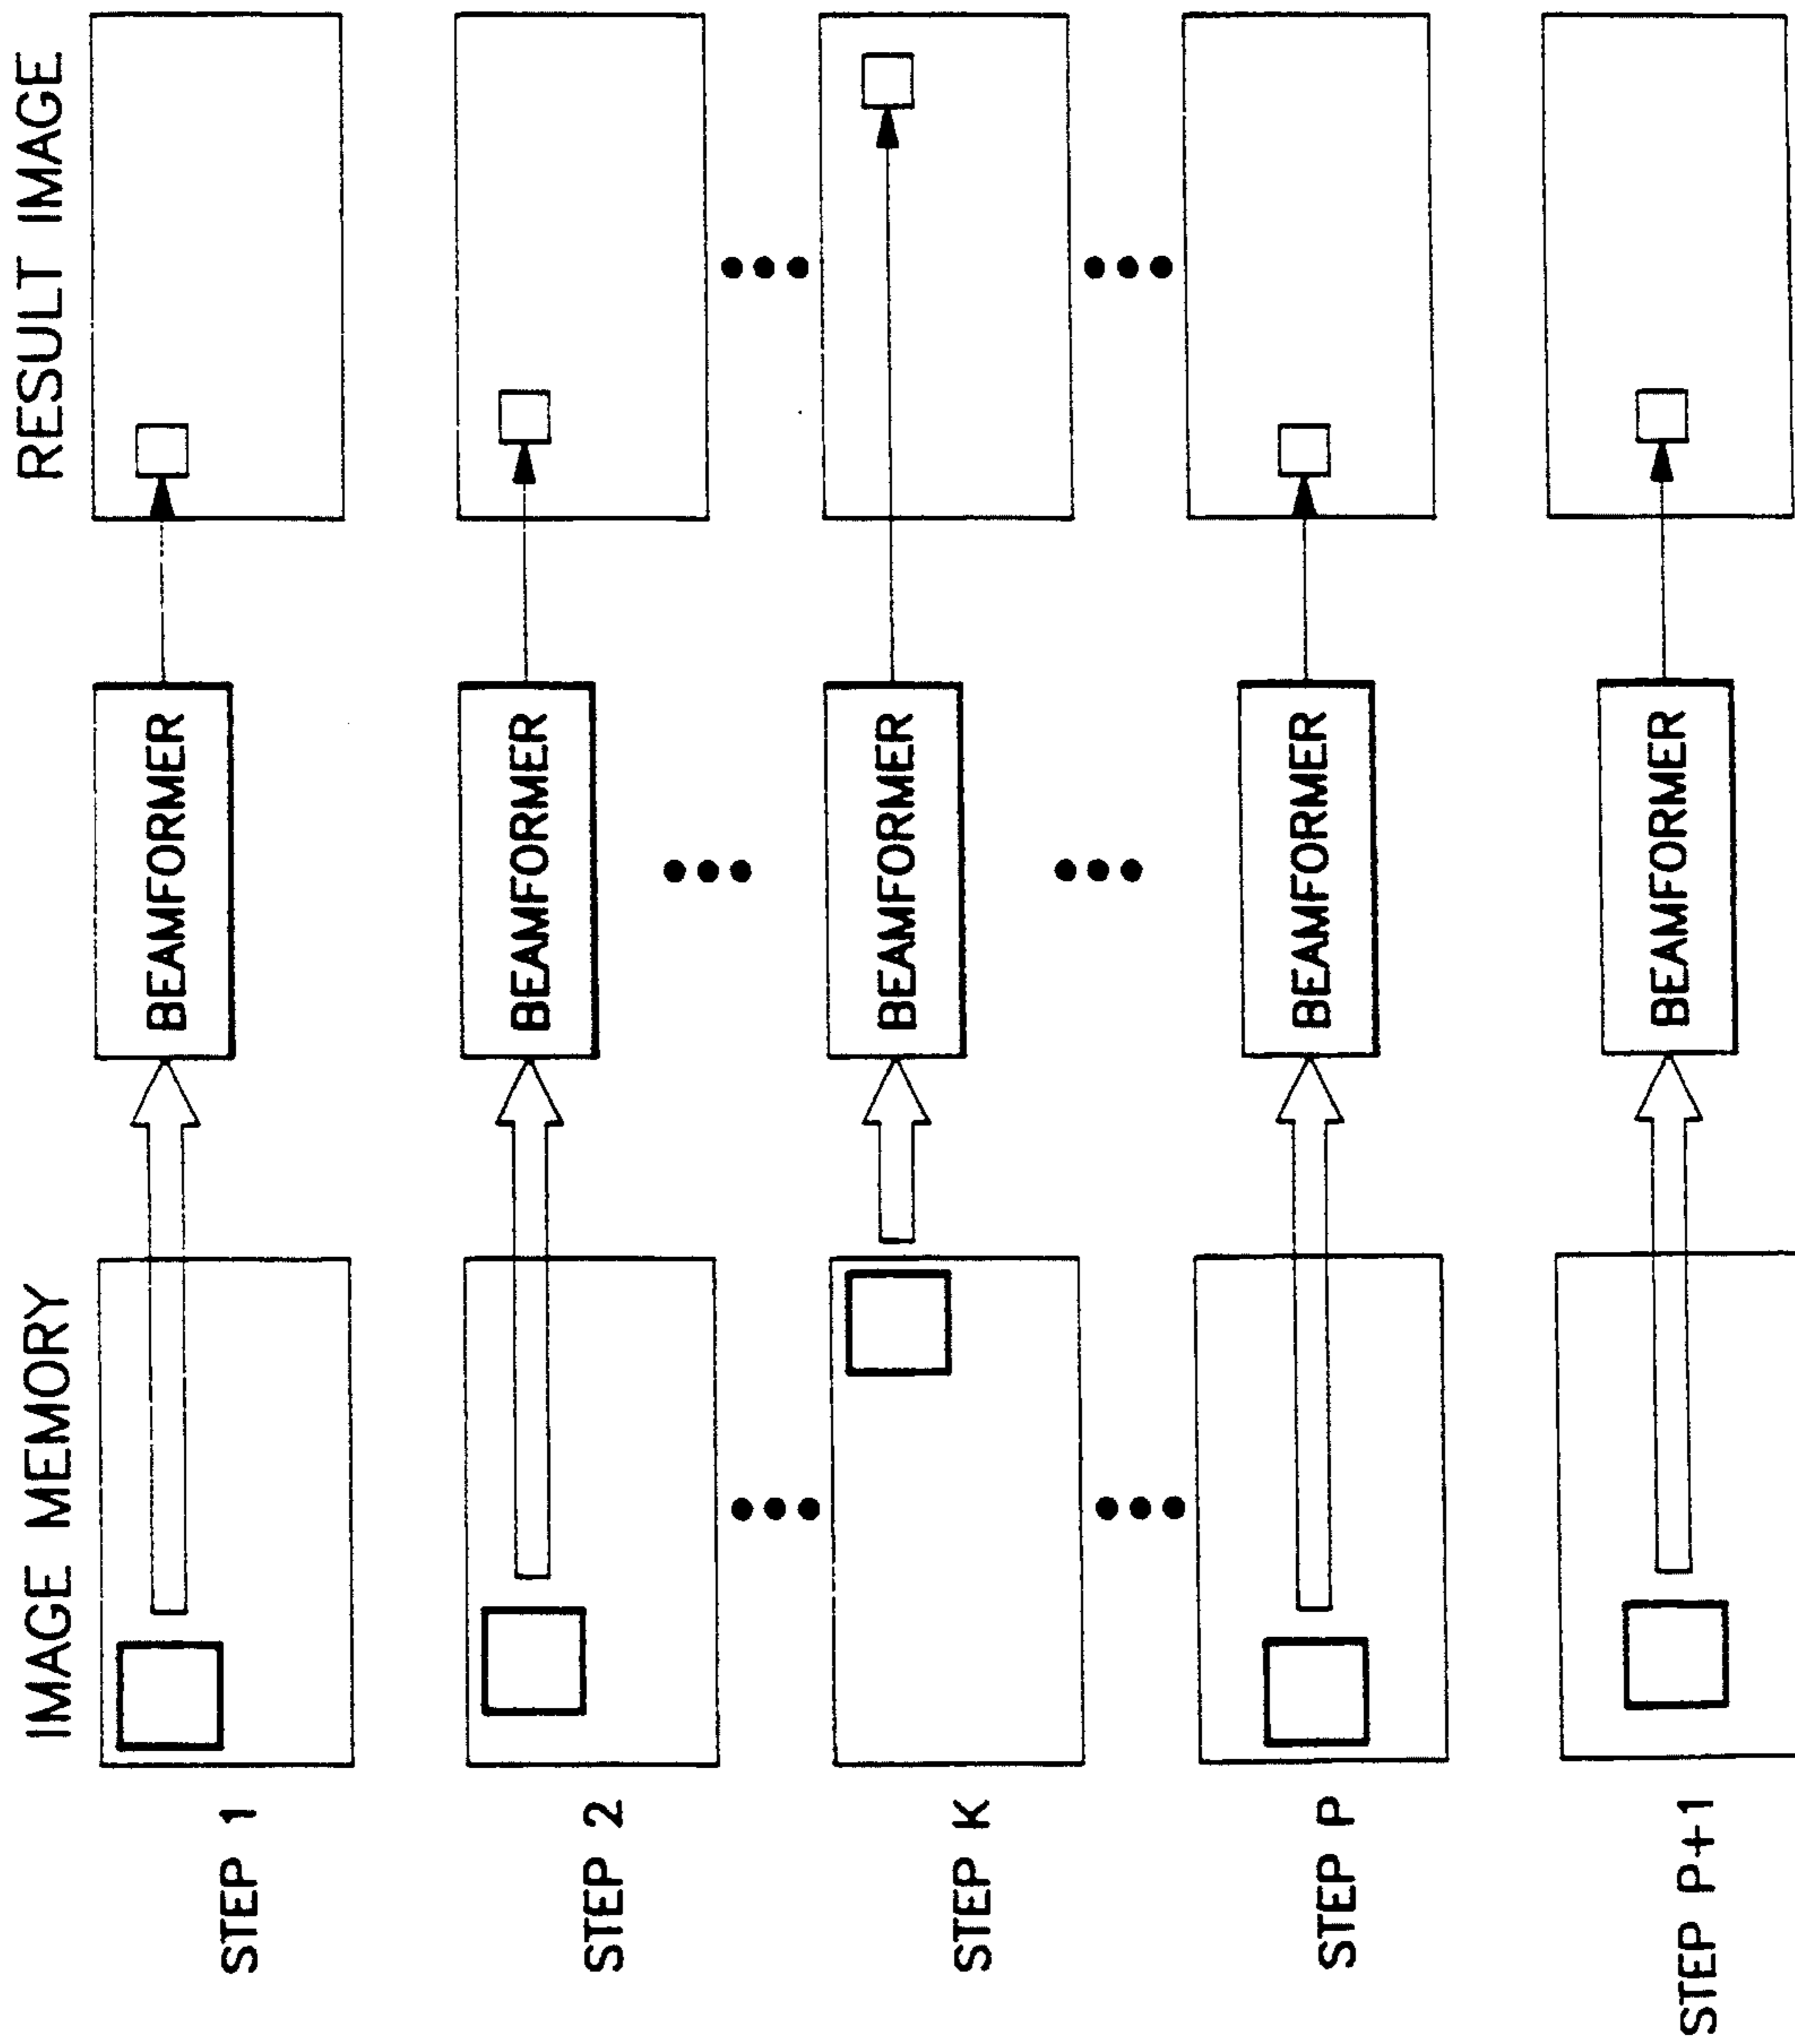 IMAGE MEMORY
RESULT IMAGE
STEP 1
BEAMFORMER
STEP 2
BEAMFORMER
STEP K
BEAMFORMER
STEP P
BEAMFORMER
STEP P+1
BEAMFORMER